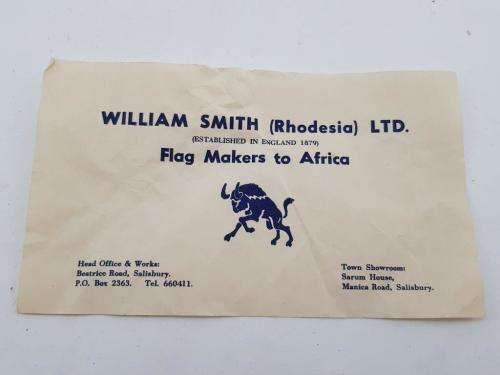 WILLIAM SMITH (Rhodesia) LTD.
(ESTABLISHED IN ENGLAND 1879)
Flag Makers to Africa
Head Office & Works:
Beatrice Road, Salisbury.
P.O. Box 2363. Tel. 660411.
Town Showroom:
Sarum House,
Manica Road, Salisbury.